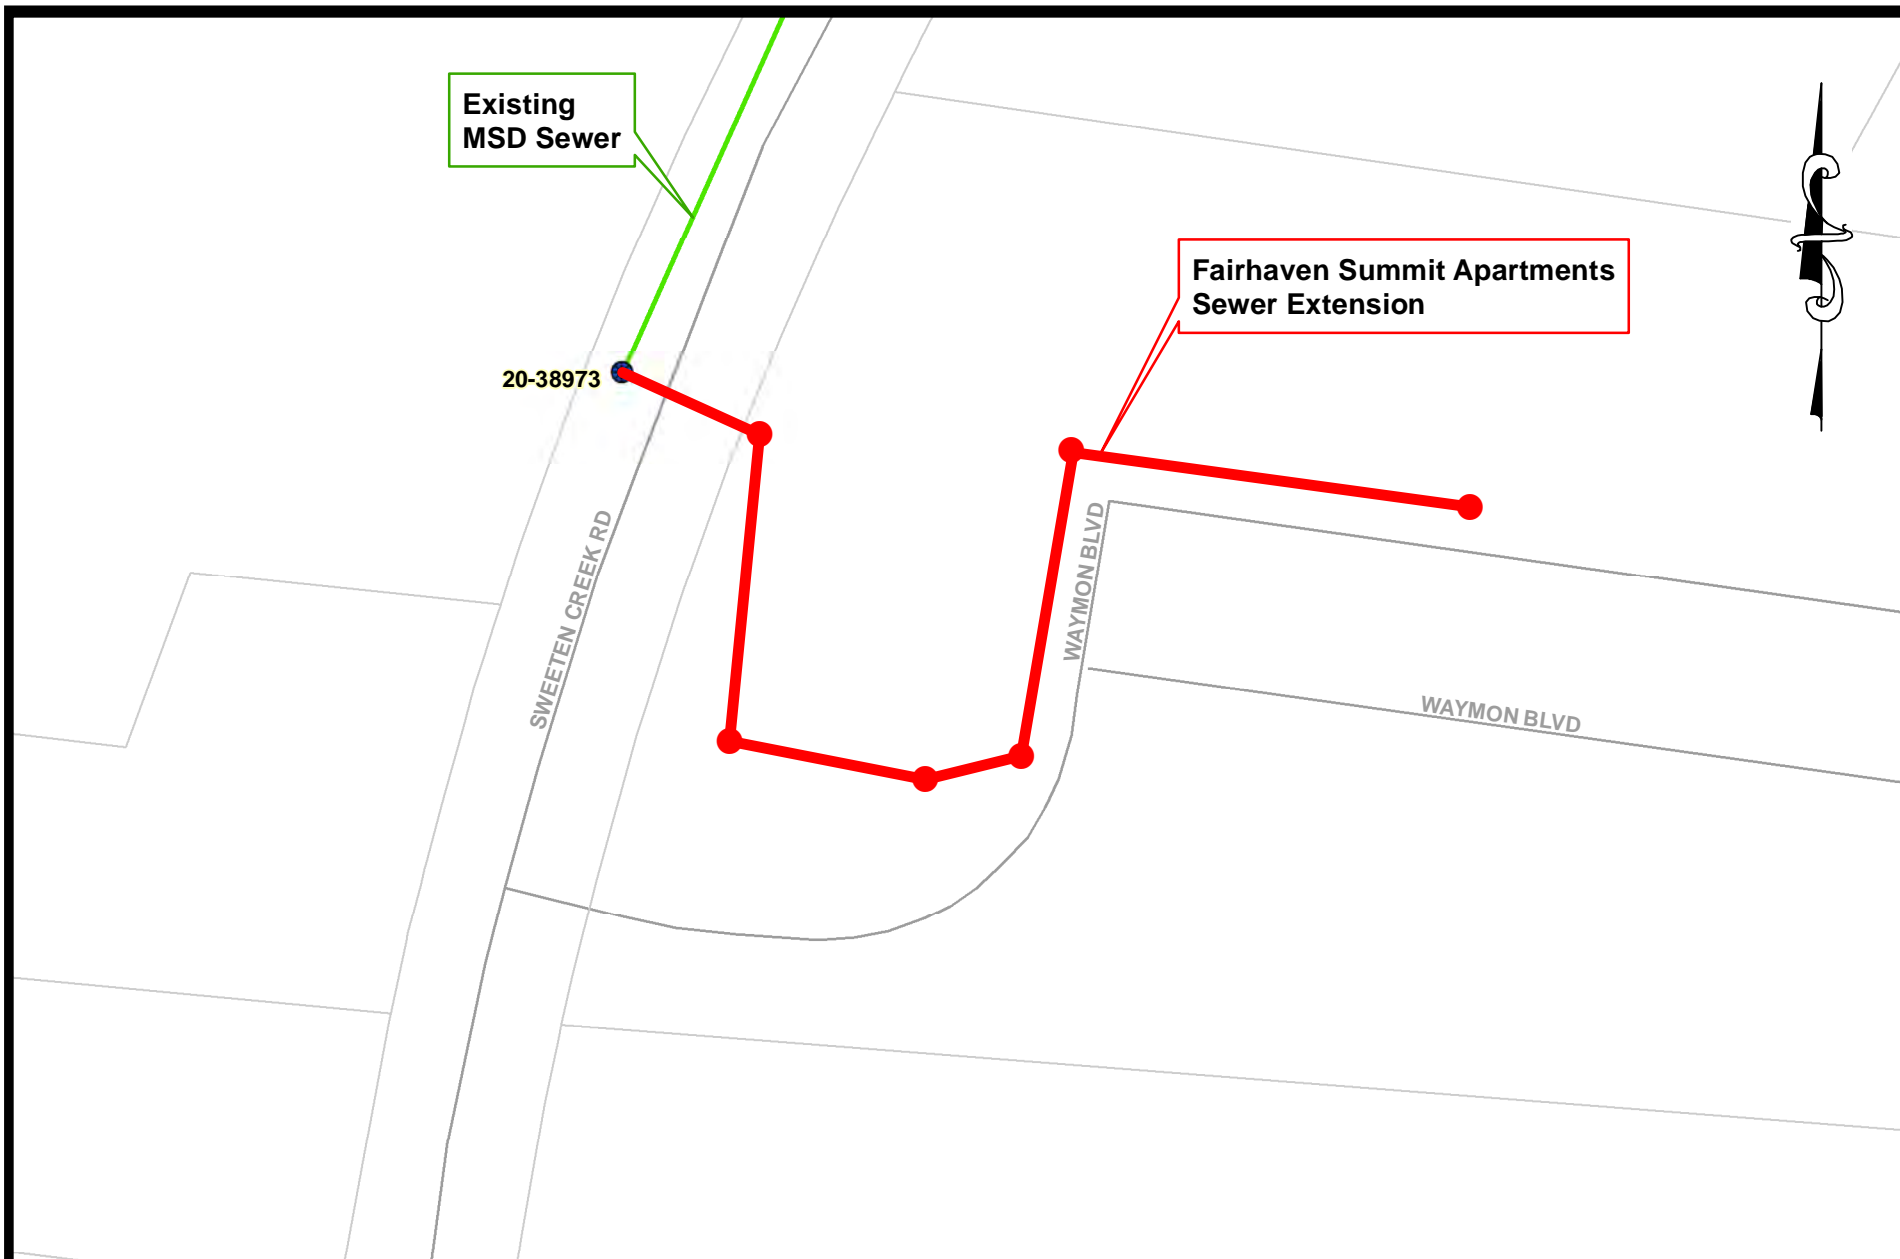 Existing
MSD Sewer
Fairhaven Summit Apartments
Sewer Extension
20-38973
SWEETEN CREEK RD
WAYMON BLVD
WAYMON BLVD